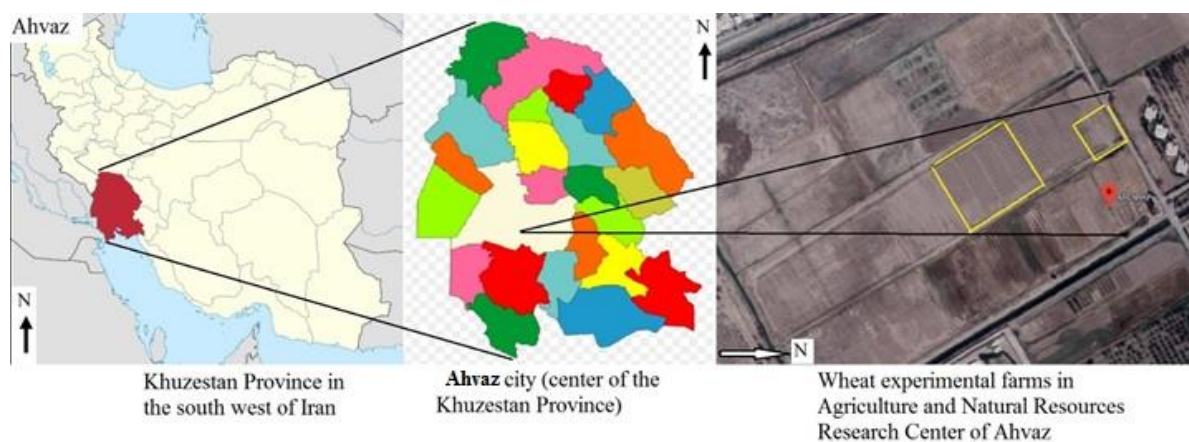 Ahvaz
N
N
N
Khuzestan Province in
the south west of Iran
Ahvaz city (center of the
Khuzestan Province)
Wheat experimental farms in
Agriculture and Natural Resources
Research Center of Ahvaz